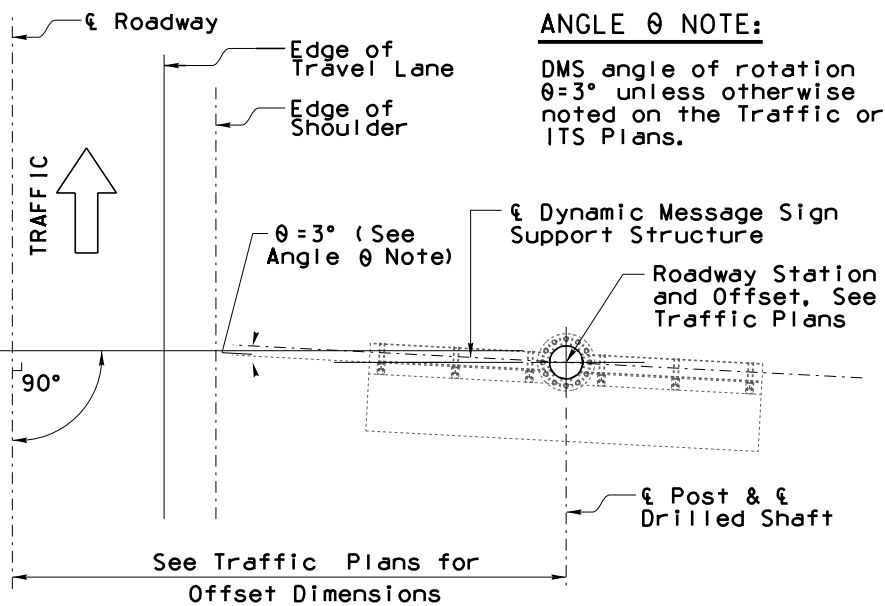 ℄ Roadway
Edge of
Travel Lane
Edge of
Shoulder
TRAFFIC
ANGLE θ NOTE:
DMS angle of rotation
θ=3° unless otherwise
noted on the Traffic or
ITS Plans.
θ=3° (See
Angle θ Note)
℄ Dynamic Message Sign
Support Structure
Roadway Station
and Offset, See
Traffic Plans
90°
℄ Post & ℄
Drilled Shaft
See Traffic Plans for
Offset Dimensions